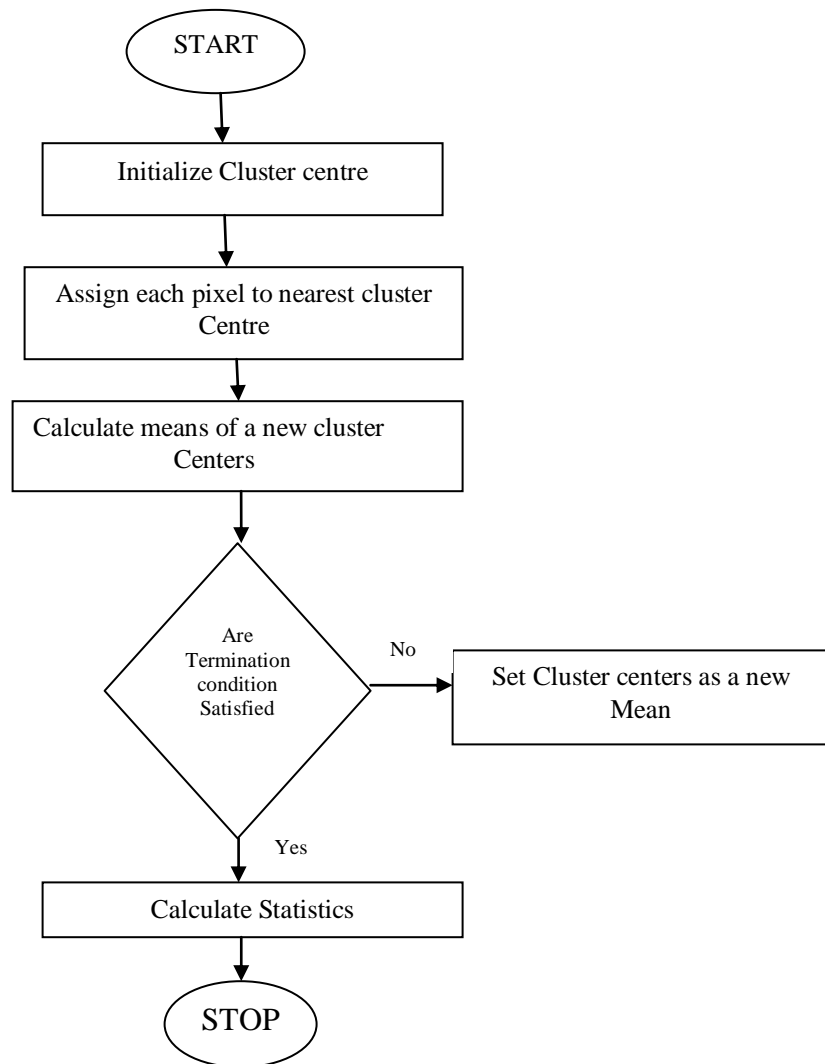 START
Initialize Cluster centre
Assign each pixel to nearest cluster
Centre
Calculate means of a new cluster
Centers
Are
Termination
condition
Satisfied
No
Set Cluster centers as a new
Mean
Yes
Calculate Statistics
STOP